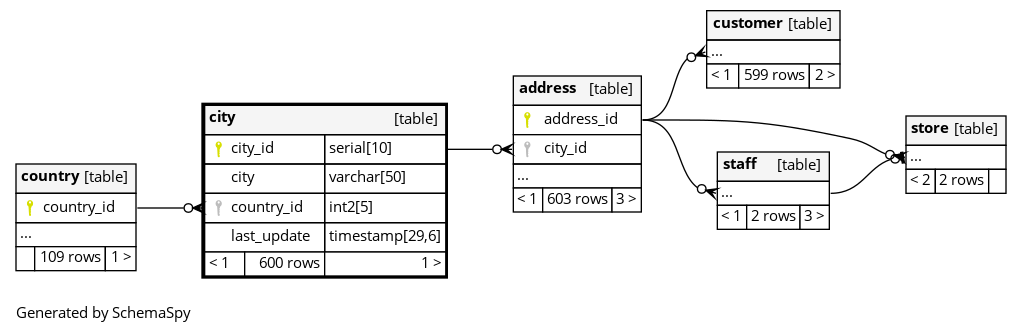 customer [table]
...
< 1 599 rows 2 >
address [table]
address_id
city_id
...
< 1 603 rows 3 >
city [table]
city_id serial[10]
city varchar[50]
country_id int2[5]
last_update timestamp[29,6]
< 1 600 rows 1 >
store [table]
...
< 2 2 rows
staff [table]
...
< 1 2 rows 3 >
country [table]
country_id
...
109 rows 1 >
Generated by SchemaSpy